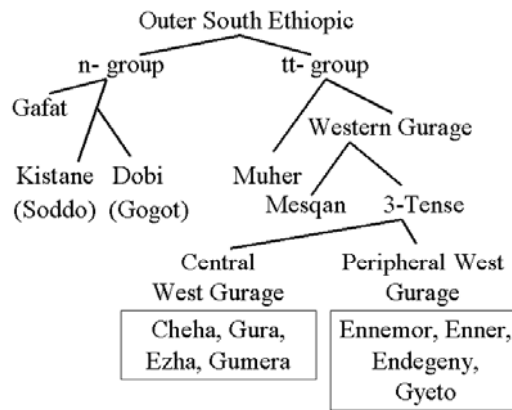 Outer South Ethiopic
n- group
tt- group
Gafat
Western Gurage
Kistane
(Soddo)
Dobi
(Gogot)
Muher
Mesqan
3-Tense
Central
West Gurage
Peripheral West
Gurage
Cheha, Gura,
Ezha, Gumera
Ennemor, Enner,
Endegeny,
Gyeto